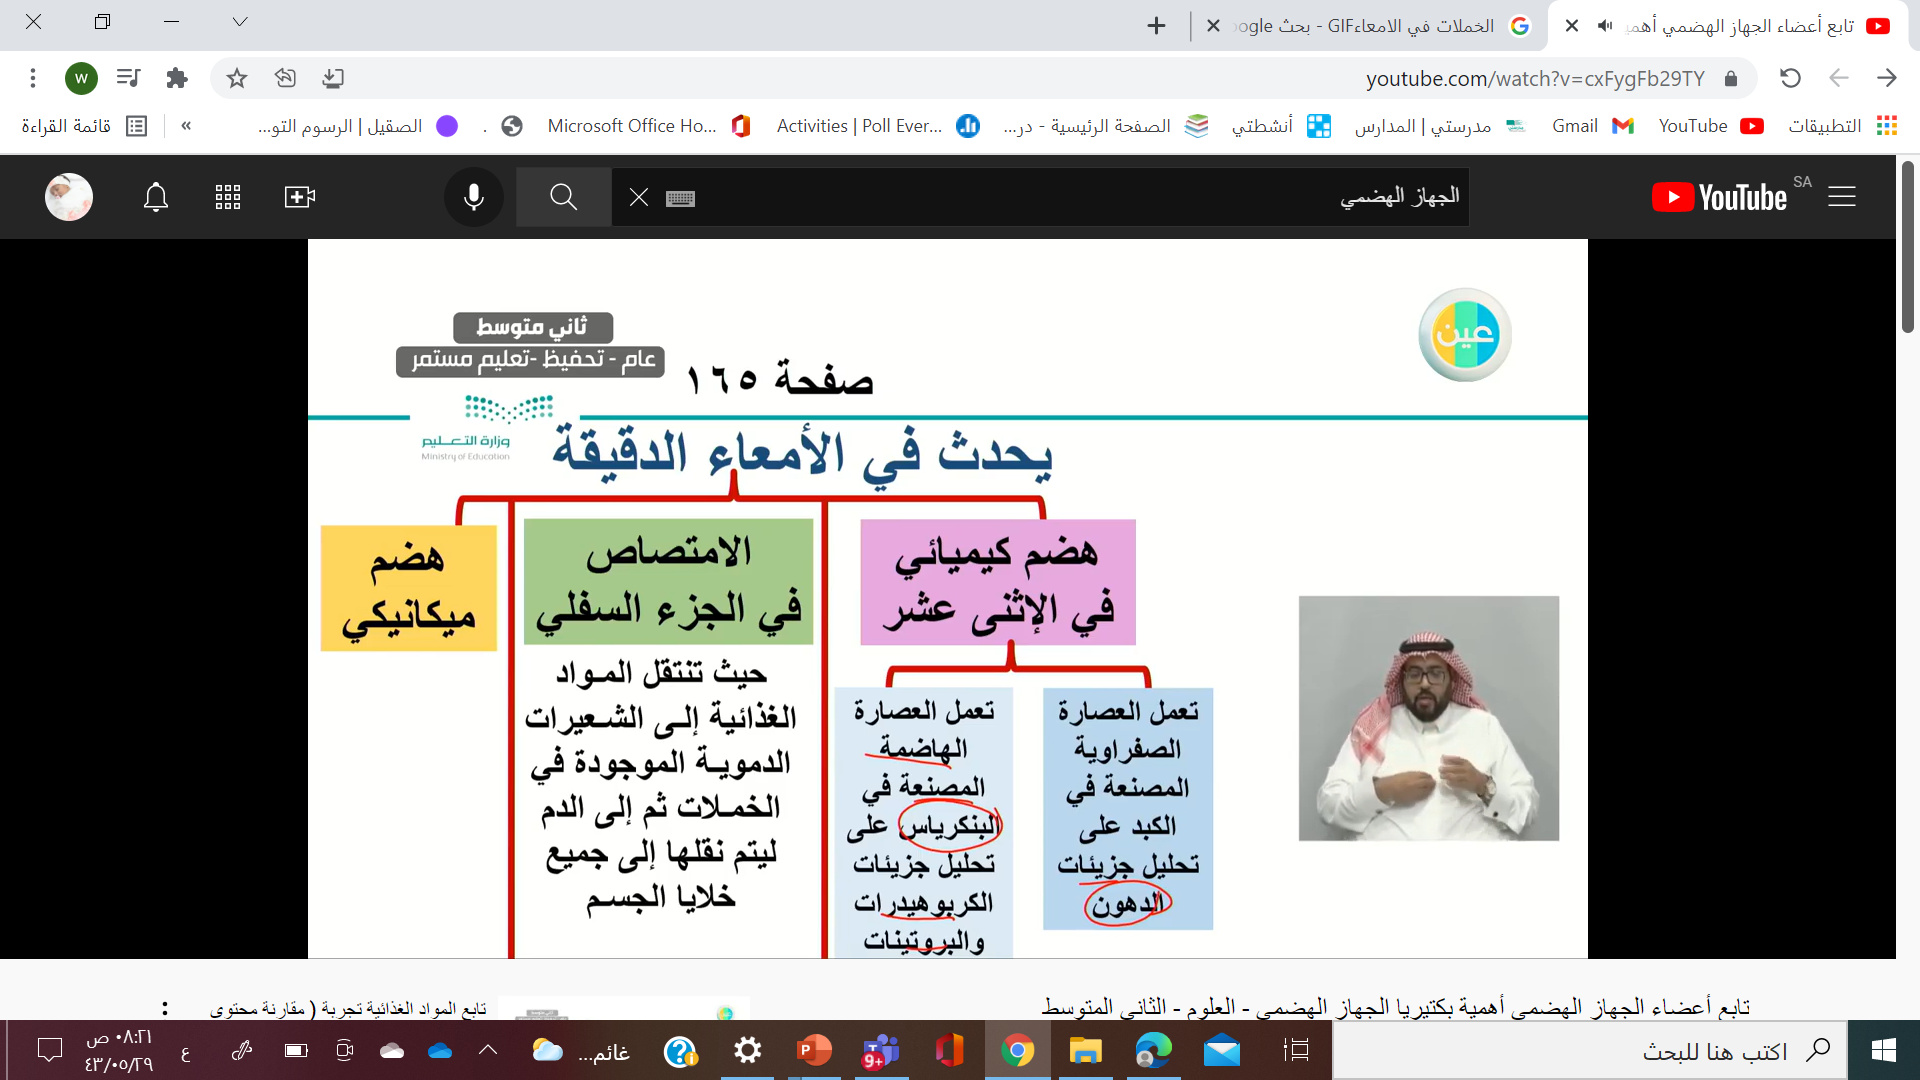 تابع أعضاء الجهاز الهضمي أهمي
الخملات في الامعاءGIF - بحث oogle
youtube.com/watch?v=cxFygFb29TY
W
التطبيقات
YouTube
Gmail
مدرستي | المدارس
أنشطتي
الصفحة الرئيسية - در...
Activities | Poll Ever...
Microsoft Office Ho...
.
الصقيل | الرسوم التو...
«
قائمة القراءة
YouTube SA
الجهاز الهضمي
عين
ثاني متوسط
عام - تحفيظ -تعليم مستمر
صفحة ١٦٥
وزارة التعليم
Ministry of Education
يحدث في الأمعاء الدقيقة
هضم كيميائي
في الإثنى عشر
تعمل العصارة
الصفراوية
المصنعة في
الكبد على
تحليل جزيئات
الدهون
تعمل العصارة
الهاضمة
المصنعة في
البنكرياس على
تحليل جزيئات
الكربوهيدرات
والبروتينات
الامتصاص
في الجزء السفلي
حيث تنتقل المواد
الغذائية إلى الشعيرات
الدموية الموجودة في
الخملات ثم إلى الدم
ليتم نقلها إلى جميع
خلايا الجسم
هضم
ميكانيكي
تابع أعضاء الجهاز الهضمي أهمية بكتيريا الجهاز الهضمي - العلوم - الثاني المتوسط
تابع المواد الغذائية تجربة ( مقارنة محتوى
اكتب هنا للبحث
9+
غائم...
ع
٠٨:٢١ ص
٤٣/٠٥/٢٩